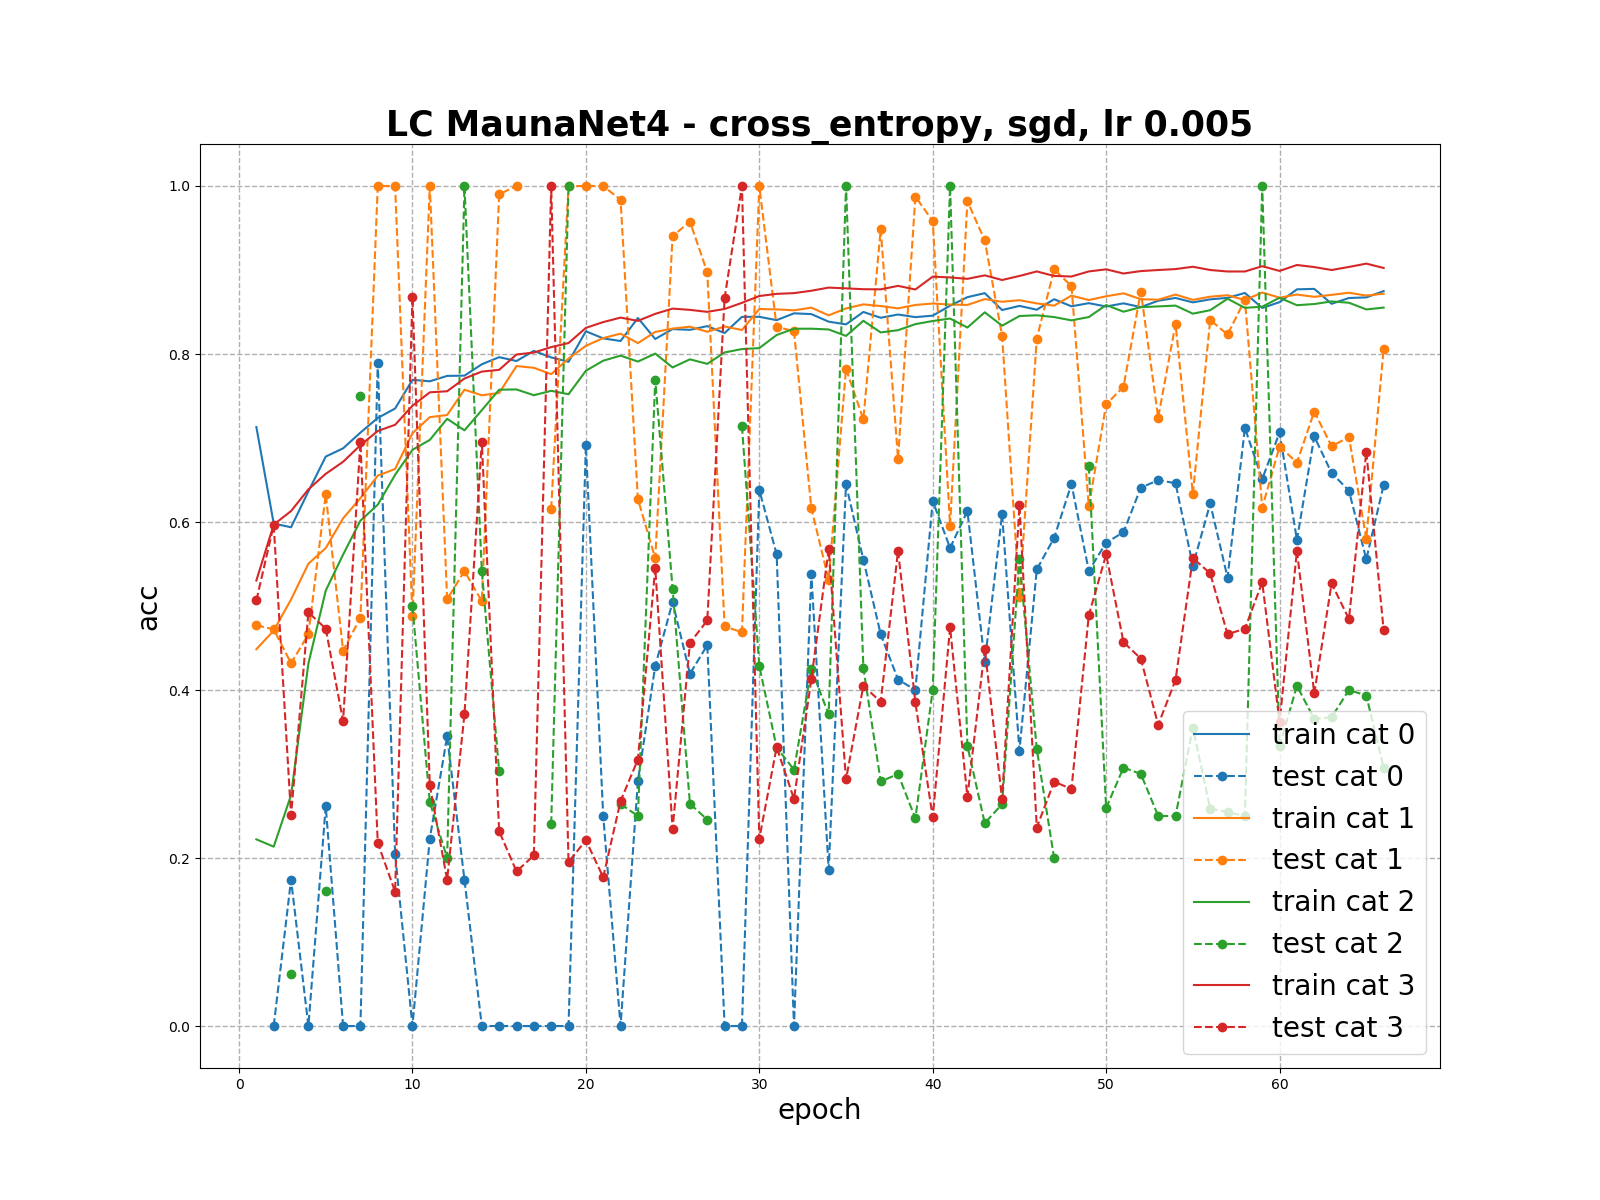 LC MaunaNet4 - cross_entropy, sgd, lr 0.005
1.0
0.8
0.6
0.4
0.2
0.0
acc
0 10 20 30 40 50 60
epoch
train cat 0
test cat 0
train cat 1
test cat 1
train cat 2
test cat 2
train cat 3
test cat 3